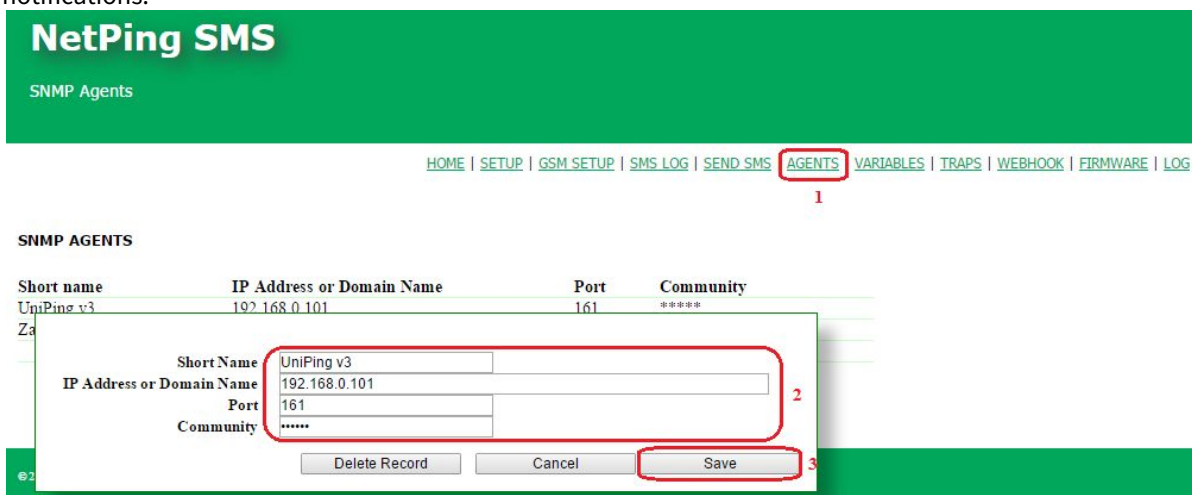 notifications.
NetPing SMS
SNMP Agents
HOME | SETUP | GSM SETUP | SMS LOG | SEND SMS AGENTS VARIABLES | TRAPS | WEBHOOK | FIRMWARE | LOG
1
SNMP AGENTS
Short name IP Address or Domain Name Port Community
UniPing v3 192.168.0.101 161 *****
Za
Short Name UniPing v3
IP Address or Domain Name 192.168.0.101
2
Port 161
Community ••••••
Delete Record Cancel Save 3
©2